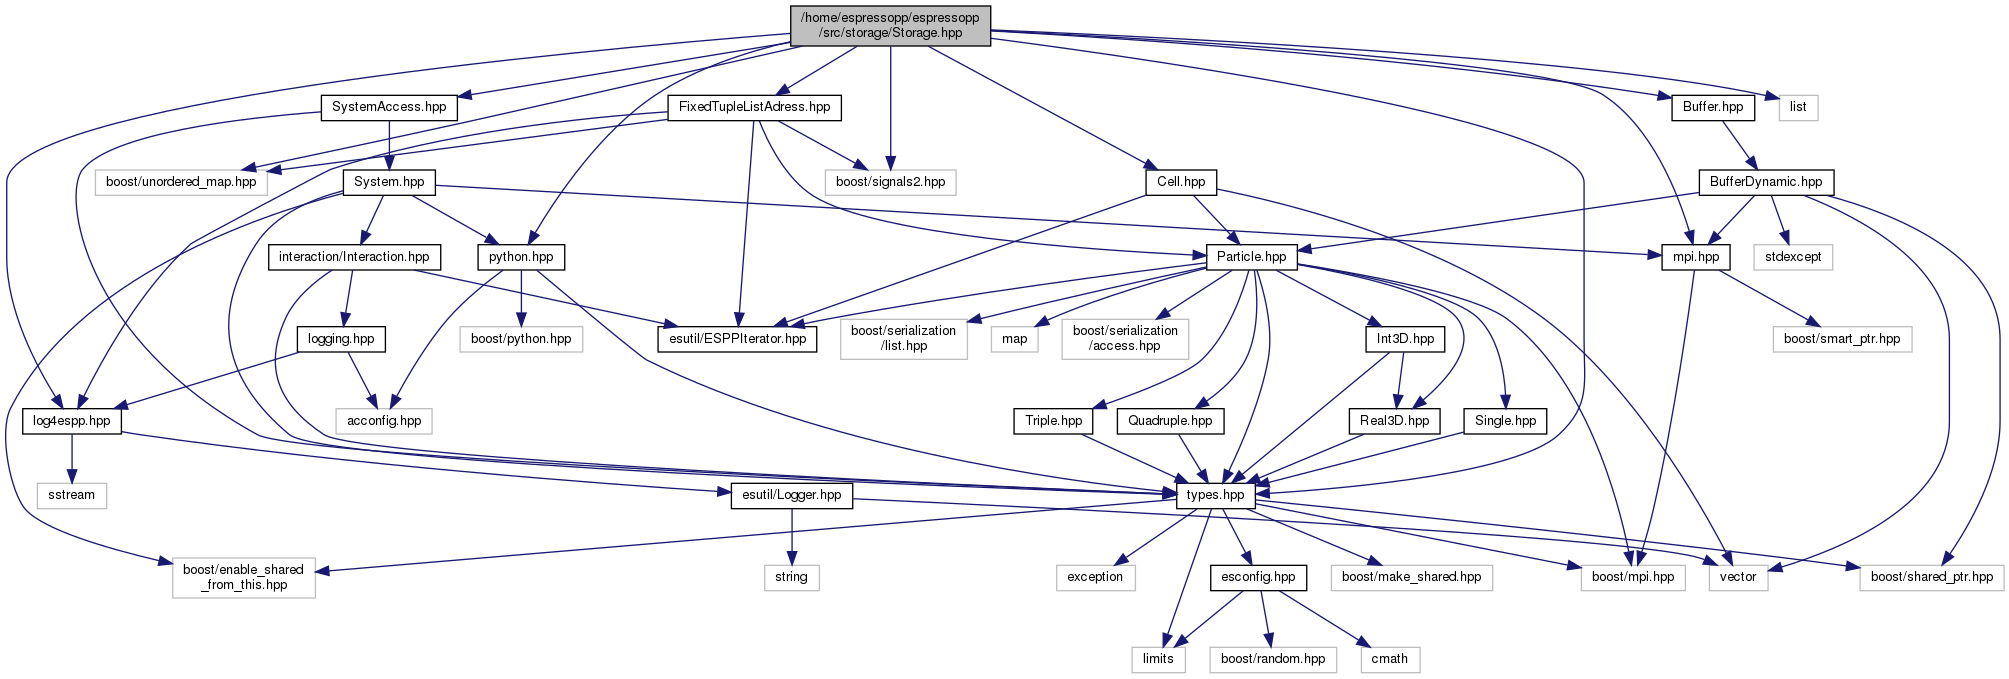 /home/espressopp/espressopp
/src/storage/Storage.hpp
SystemAccess.hpp
FixedTupleListAdress.hpp
Buffer.hpp
list
boost/unordered_map.hpp
System.hpp
boost/signals2.hpp
Cell.hpp
BufferDynamic.hpp
interaction/Interaction.hpp
python.hpp
Particle.hpp
mpi.hpp
stdexcept
logging.hpp
boost/python.hpp
esutil/ESPPIterator.hpp
boost/serialization
/list.hpp
map
boost/serialization
/access.hpp
Int3D.hpp
boost/smart_ptr.hpp
log4espp.hpp
acconfig.hpp
Triple.hpp
Quadruple.hpp
Real3D.hpp
Single.hpp
sstream
esutil/Logger.hpp
types.hpp
boost/enable_shared
_from_this.hpp
string
exception
esconfig.hpp
boost/make_shared.hpp
boost/mpi.hpp
vector
boost/shared_ptr.hpp
limits
boost/random.hpp
cmath